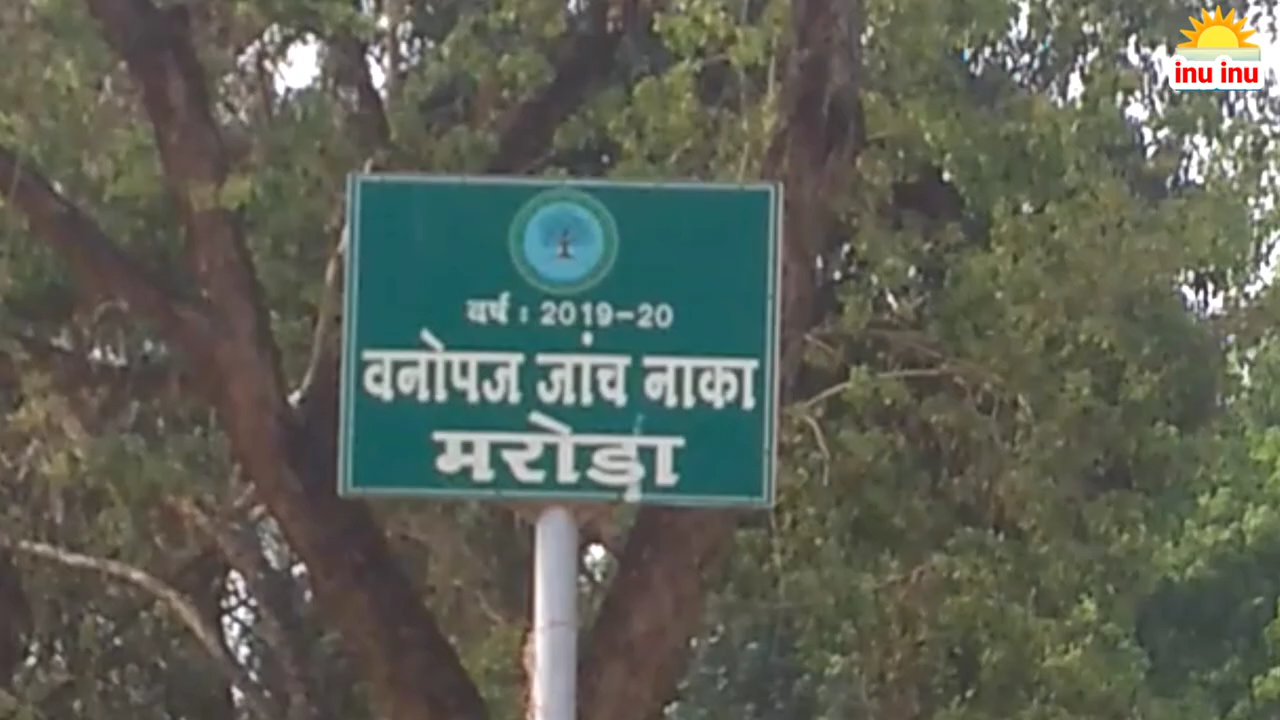 inu inu
वर्ष : 2019-20
वनोपज जांच नाका
मरोड़ा